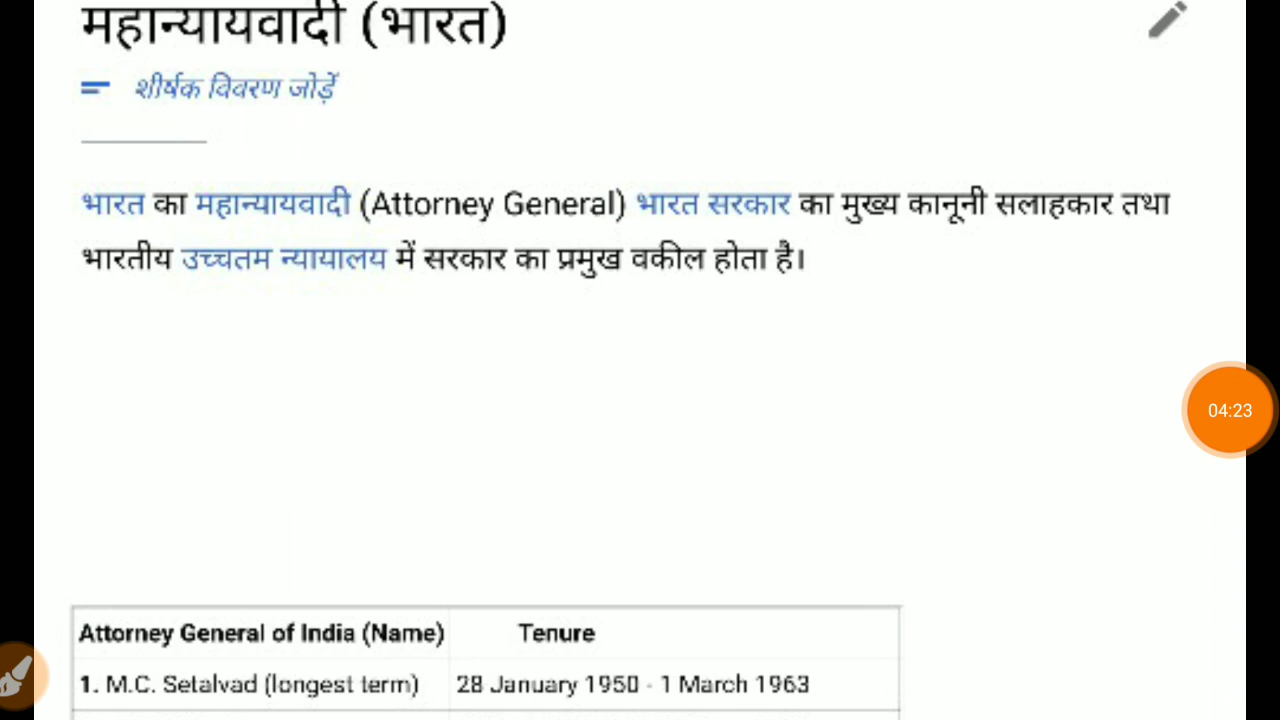 महान्यायवादी (भारत)
शीर्षक विवरण जोड़ें
भारत का महान्यायवादी (Attorney General) भारत सरकार का मुख्य कानूनी सलाहकार तथा
भारतीय उच्चतम न्यायालय में सरकार का प्रमुख वकील होता है।
04:23
Attorney General of India (Name) Tenure
1. M.C. Setalvad (longest term) 28 January 1950 - 1 March 1963